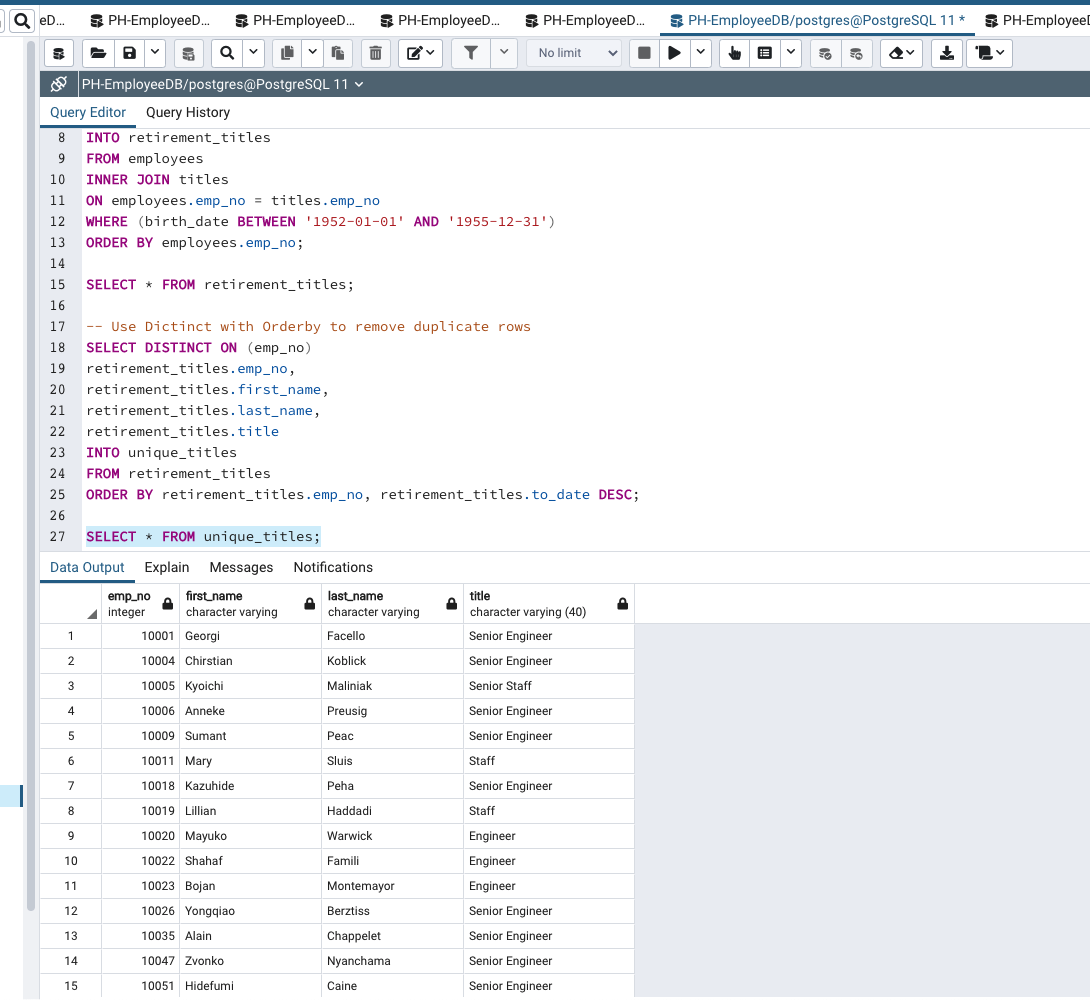 eD... PH-EmployeeD... PH-EmployeeD... PH-EmployeeD... PH-EmployeeD... PH-EmployeeDB/postgres@PostgreSQL 11 * PH-Employee
No limit
PH-EmployeeDB/postgres@PostgreSQL 11
Query Editor Query History
8 INTO retirement_titles
9 FROM employees
10 INNER JOIN titles
11 ON employees.emp_no = titles.emp_no
12 WHERE (birth_date BETWEEN '1952-01-01' AND '1955-12-31')
13 ORDER BY employees.emp_no;
14
15 SELECT * FROM retirement_titles;
16
17 -- Use Dictinct with Orderby to remove duplicate rows
18 SELECT DISTINCT ON (emp_no)
19 retirement_titles.emp_no,
20 retirement_titles.first_name,
21 retirement_titles.last_name,
22 retirement_titles.title
23 INTO unique_titles
24 FROM retirement_titles
25 ORDER BY retirement_titles.emp_no, retirement_titles.to_date DESC;
26
27 SELECT * FROM unique_titles;
Data Output Explain Messages Notifications
emp_no first_name last_name title
integer character varying character varying character varying (40)
1 10001 Georgi Facello Senior Engineer
2 10004 Chirstian Koblick Senior Engineer
3 10005 Kyoichi Maliniak Senior Staff
4 10006 Anneke Preusig Senior Engineer
5 10009 Sumant Peac Senior Engineer
6 10011 Mary Sluis Staff
7 10018 Kazuhide Peha Senior Engineer
8 10019 Lillian Haddadi Staff
9 10020 Mayuko Warwick Engineer
10 10022 Shahaf Famili Engineer
11 10023 Bojan Montemayor Engineer
12 10026 Yongqiao Berztiss Senior Engineer
13 10035 Alain Chappelet Senior Engineer
14 10047 Zvonko Nyanchama Senior Engineer
15 10051 Hidefumi Caine Senior Engineer